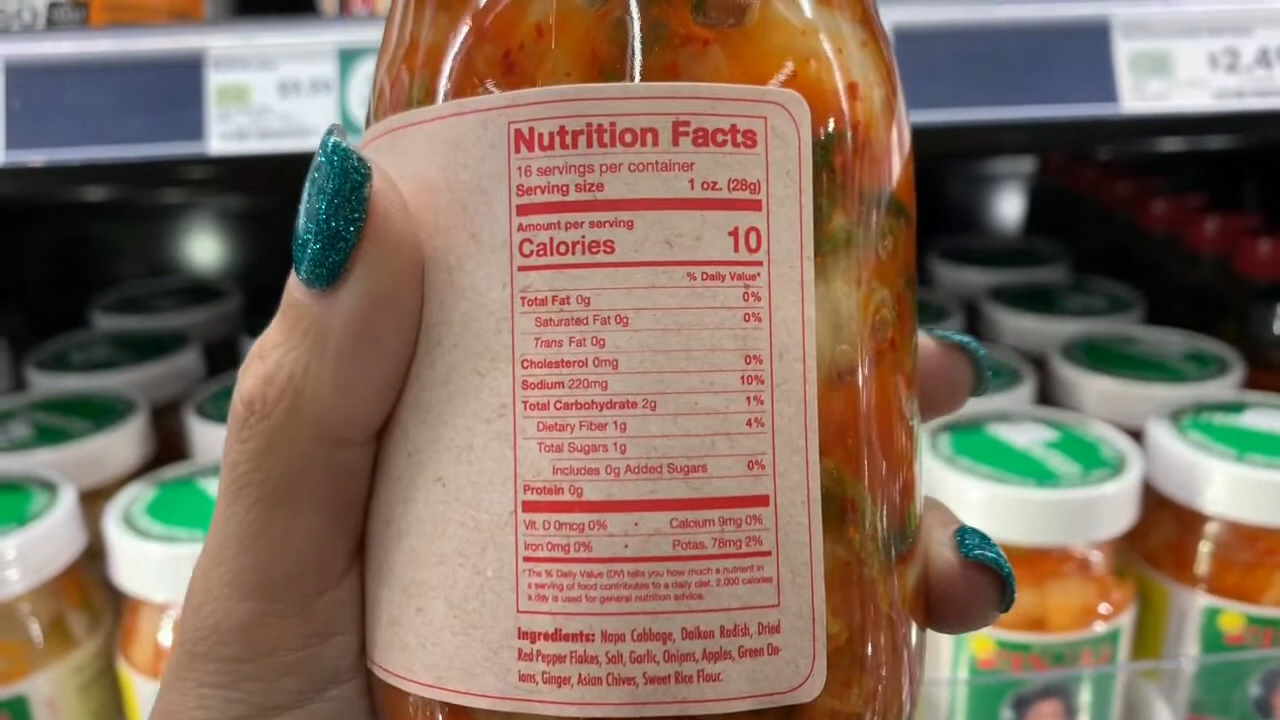 $2.49
Nutrition Facts
16 servings per container
Serving size 1 oz. (28g)
Amount per serving
Calories 10
% Daily Value*
Total Fat 0g 0%
Saturated Fat 0g 0%
Trans Fat 0g
Cholesterol 0mg 0%
Sodium 220mg 10%
Total Carbohydrate 2g 1%
Dietary Fiber 1g 4%
Total Sugars 1g
Includes 0g Added Sugars 0%
Protein 0g
Vit. D 0mcg 0% • Calcium 9mg 0%
Iron 0mg 0% • Potas. 78mg 2%
*The % Daily Value (DV) tells you how much a nutrient in
a serving of food contributes to a daily diet. 2,000 calories
a day is used for general nutrition advice.
Ingredients: Napa Cabbage, Daikon Radish, Dried
Red Pepper Flakes, Salt, Garlic, Onions, Apples, Green On-
ions, Ginger, Asian Chives, Sweet Rice Flour.